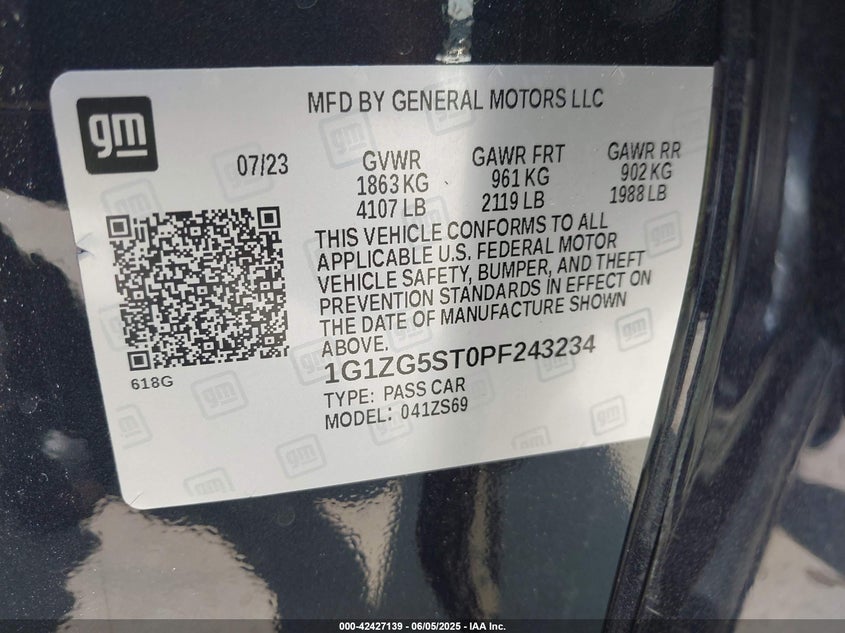 gm
MFD BY GENERAL MOTORS LLC
07/23
GVWR
1863 KG
4107 LB
GAWR FRT
961 KG
2119 LB
GAWR RR
902 KG
1988 LB
THIS VEHICLE CONFORMS TO ALL
APPLICABLE U.S. FEDERAL MOTOR
VEHICLE SAFETY, BUMPER, AND THEFT
PREVENTION STANDARDS IN EFFECT ON
THE DATE OF MANUFACTURE SHOWN
ABOVE.
1G1ZG5ST0PF243234
TYPE: PASS CAR
MODEL: 041ZS69
618G
000-42427139 - 06/05/2025 - IAA Inc.